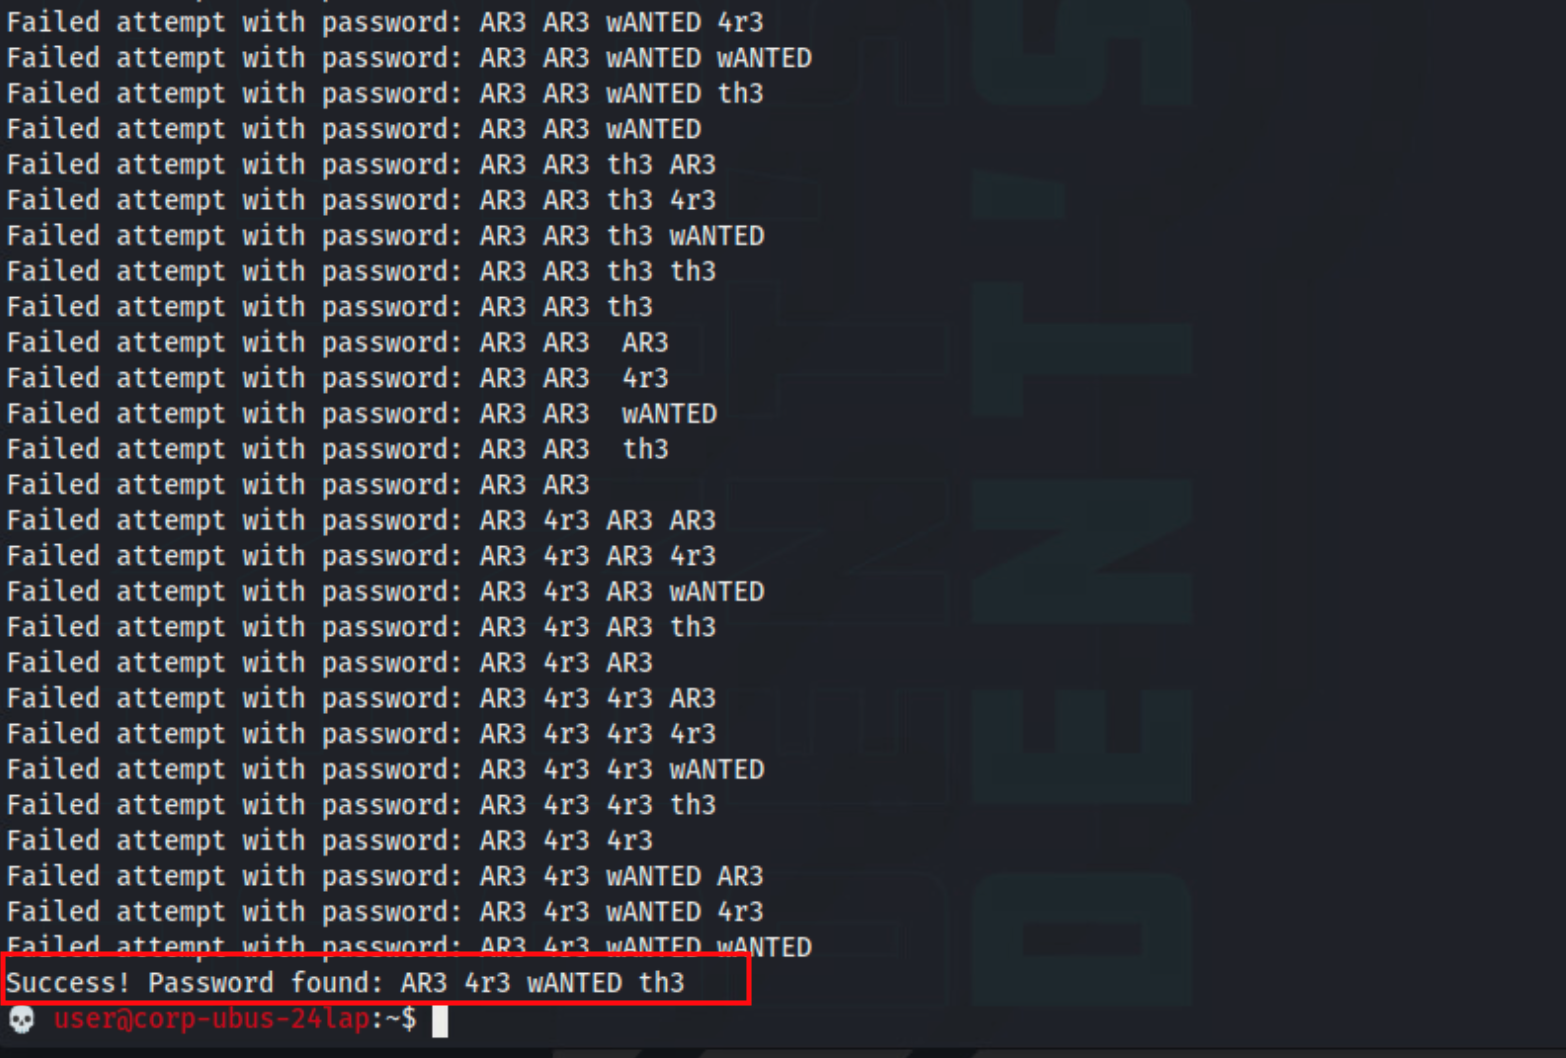 Failed attempt with password: AR3 AR3 wANTED 4r3
Failed attempt with password: AR3 AR3 wANTED wANTED
Failed attempt with password: AR3 AR3 wANTED th3
Failed attempt with password: AR3 AR3 wANTED
Failed attempt with password: AR3 AR3 th3 AR3
Failed attempt with password: AR3 AR3 th3 4r3
Failed attempt with password: AR3 AR3 th3 wANTED
Failed attempt with password: AR3 AR3 th3 th3
Failed attempt with password: AR3 AR3 th3
Failed attempt with password: AR3 AR3  AR3
Failed attempt with password: AR3 AR3  4r3
Failed attempt with password: AR3 AR3  wANTED
Failed attempt with password: AR3 AR3  th3
Failed attempt with password: AR3 AR3
Failed attempt with password: AR3 4r3 AR3 AR3
Failed attempt with password: AR3 4r3 AR3 4r3
Failed attempt with password: AR3 4r3 AR3 wANTED
Failed attempt with password: AR3 4r3 AR3 th3
Failed attempt with password: AR3 4r3 AR3
Failed attempt with password: AR3 4r3 4r3 AR3
Failed attempt with password: AR3 4r3 4r3 4r3
Failed attempt with password: AR3 4r3 4r3 wANTED
Failed attempt with password: AR3 4r3 4r3 th3
Failed attempt with password: AR3 4r3 4r3
Failed attempt with password: AR3 4r3 wANTED AR3
Failed attempt with password: AR3 4r3 wANTED 4r3
Failed attempt with password: AR3 4r3 wANTED wANTED
Success! Password found: AR3 4r3 wANTED th3
user@corp-ubus-24lap:~$
DENT'S